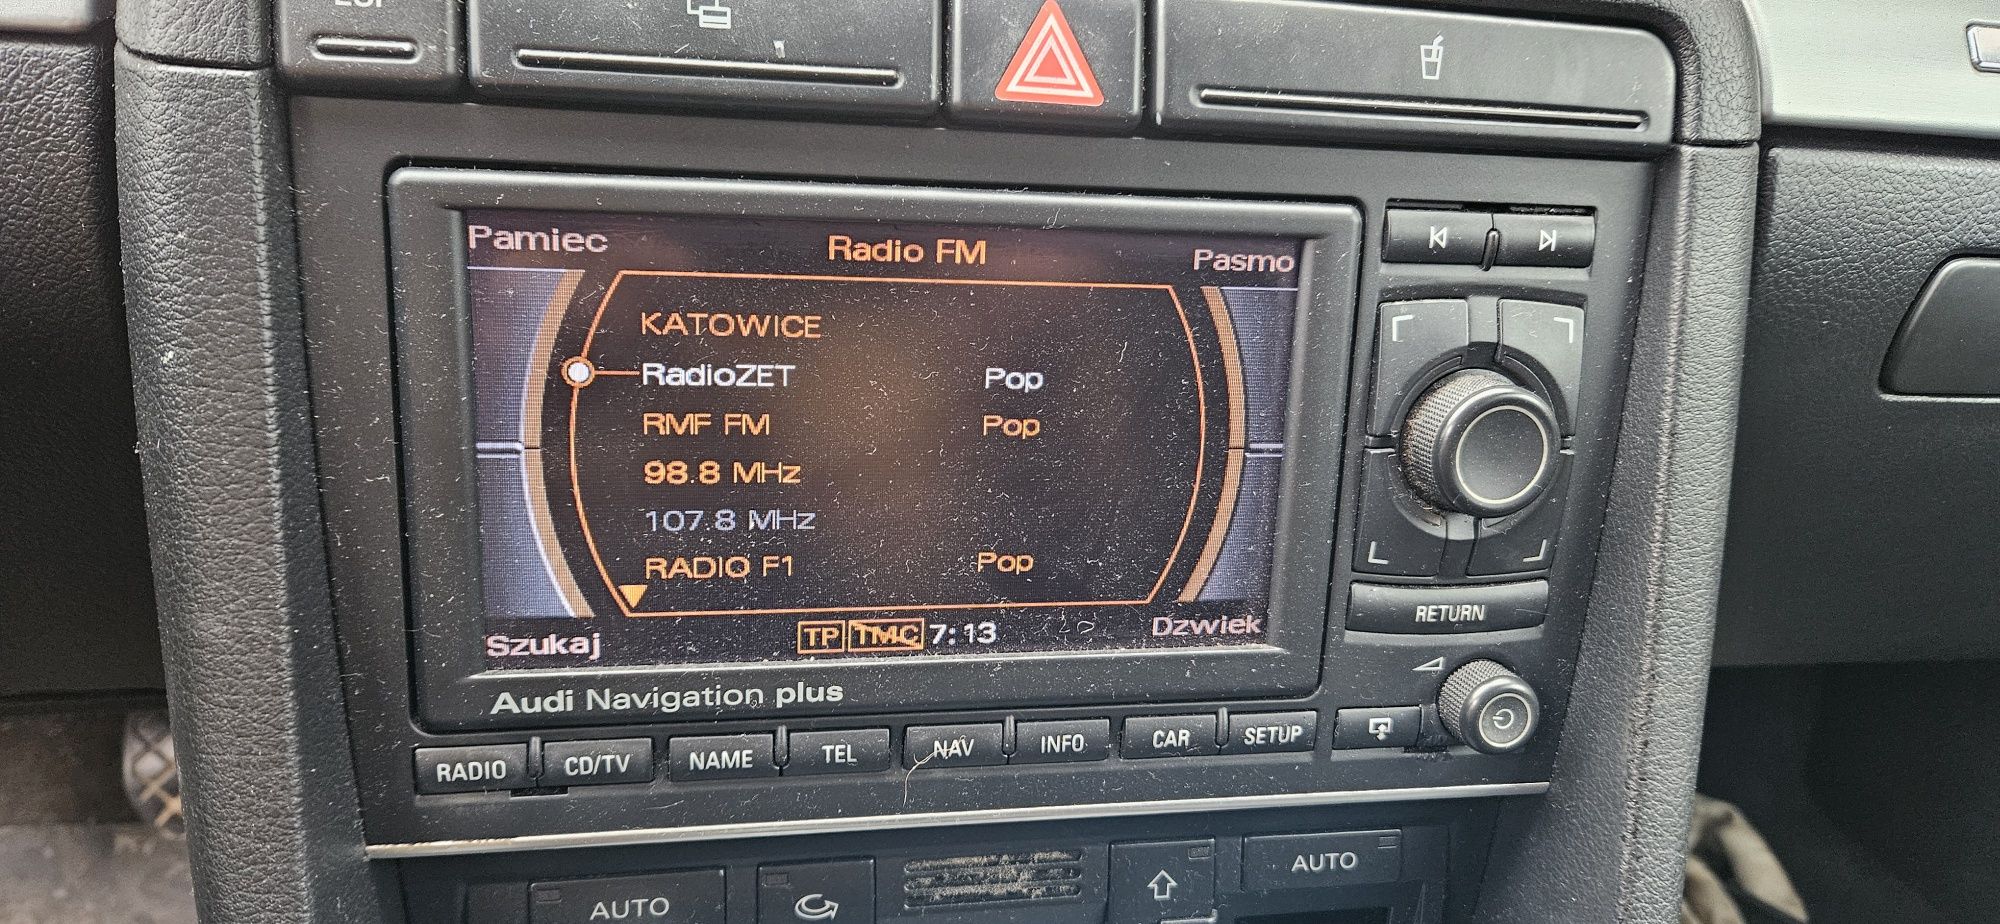 Pamiec Radio FM Pasmo
KATOWICE
RadioZET Pop
RMF FM Pop
98.8 MHz
107.8 MHz
RADIO F1 Pop
Szukaj TP TMC 7:13 Dzwiek
RETURN
Audi Navigation plus
RADIO CD/TV NAME TEL NAV INFO CAR SETUP
AUTO AUTO